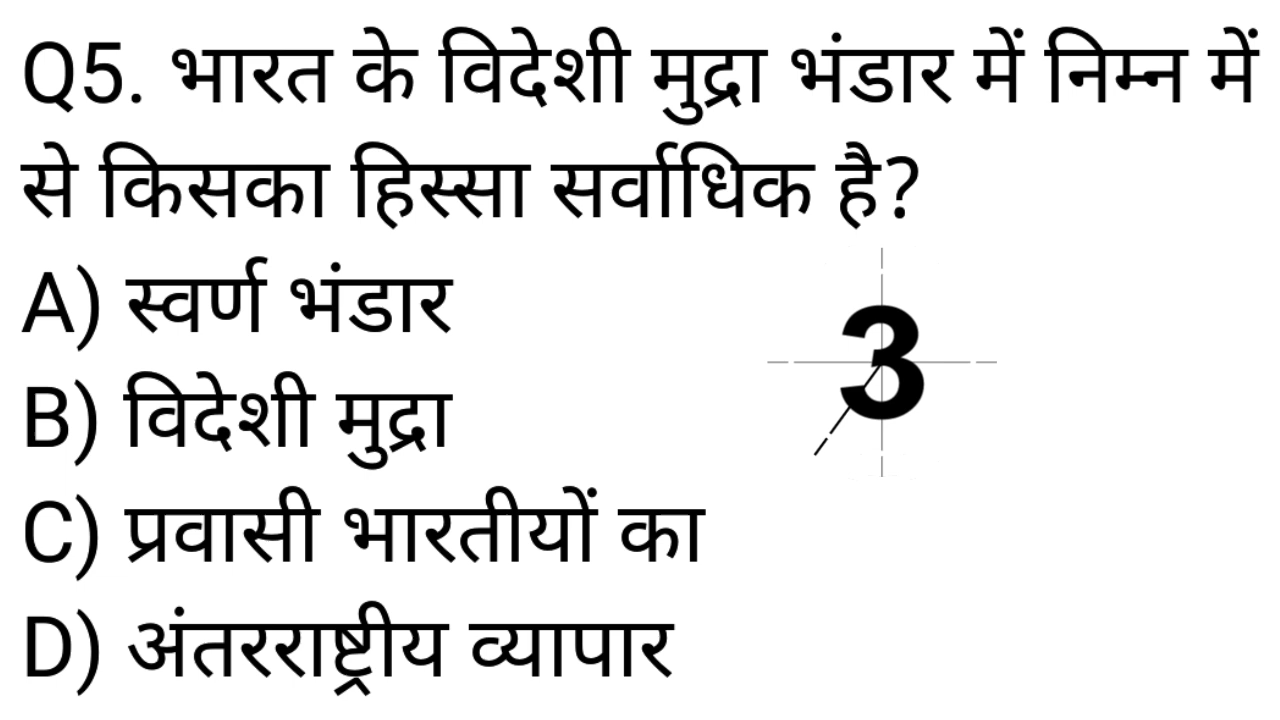 Q5. भारत के विदेशी मुद्रा भंडार में निम्न में
से किसका हिस्सा सर्वाधिक है?
A) स्वर्ण भंडार
3
B) विदेशी मुद्रा
C) प्रवासी भारतीयों का
D) अंतरराष्ट्रीय व्यापार